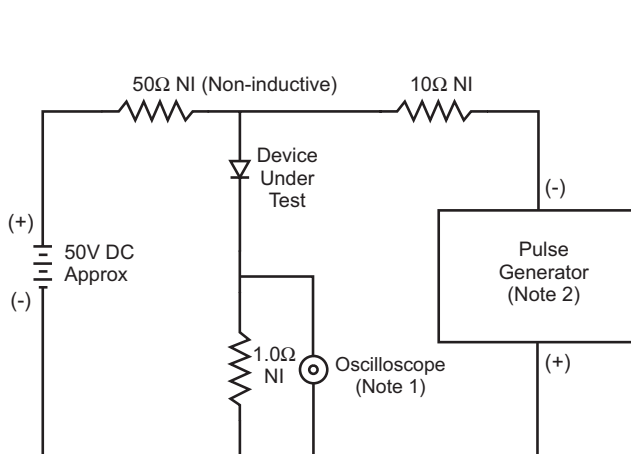 50Ω NI (Non-inductive)
10Ω NI
Device
Under
Test
(-)
(+)
50V DC
Approx
(-)
Pulse
Generator
(Note 2)
1.0Ω
NI
Oscilloscope
(Note 1)
(+)